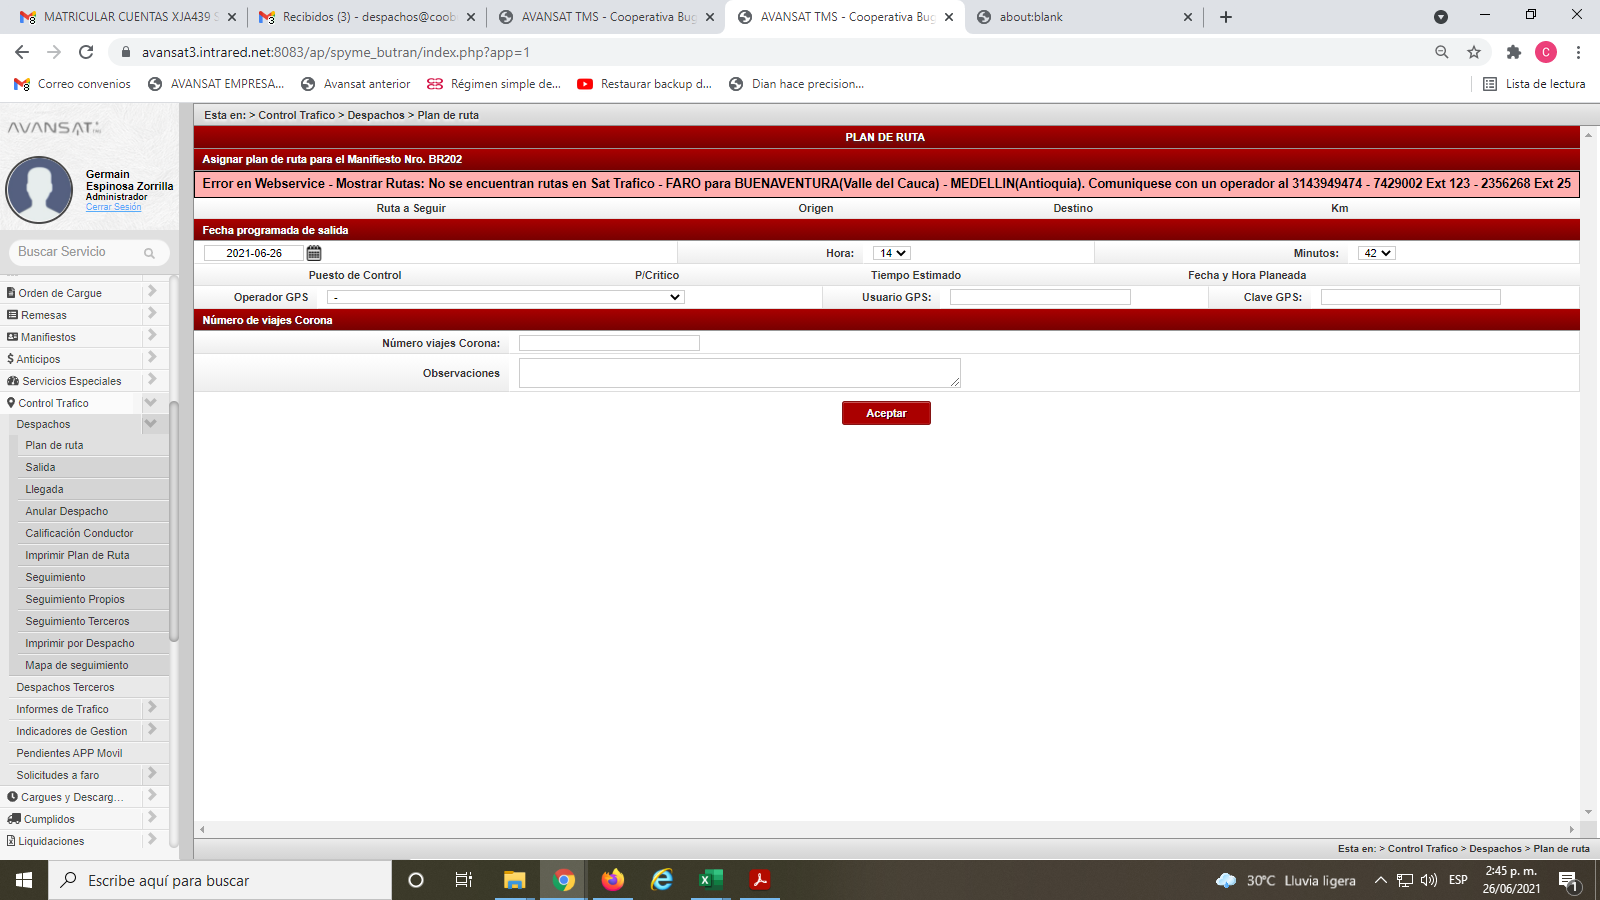 MATRICULAR CUENTAS XJA439 S
Recibidos (3) - despachos@coob
AVANSAT TMS - Cooperativa Bug
AVANSAT TMS - Cooperativa Bug
about:blank
avansat3.intrared.net:8083/ap/spyme_butran/index.php?app=1
C
Correo convenios
AVANSAT EMPRESA...
Avansat anterior
Régimen simple de...
Restaurar backup d...
Dian hace precision...
Lista de lectura
AVANSAT
Germain
Espinosa Zorrilla
Administrador
Cerrar Sesión
Buscar Servicio
Orden de Cargue
Remesas
Manifiestos
$ Anticipos
Servicios Especiales
Control Trafico
Despachos
Plan de ruta
Salida
Llegada
Anular Despacho
Calificación Conductor
Imprimir Plan de Ruta
Seguimiento
Seguimiento Propios
Seguimiento Terceros
Imprimir por Despacho
Mapa de seguimiento
Despachos Terceros
Informes de Trafico
Indicadores de Gestion
Pendientes APP Movil
Solicitudes a faro
Cargues y Descarg...
Cumplidos
Liquidaciones
Esta en: > Control Trafico > Despachos > Plan de ruta
PLAN DE RUTA
Asignar plan de ruta para el Manifiesto Nro. BR202
Error en Webservice - Mostrar Rutas: No se encuentran rutas en Sat Trafico - FARO para BUENAVENTURA(Valle del Cauca) - MEDELLIN(Antioquia). Comuniquese con un operador al 3143949474 - 7429002 Ext 123 - 2356268 Ext 25
Ruta a Seguir Origen Destino Km
Fecha programada de salida
2021-06-26 Hora: 14 Minutos: 42
Puesto de Control P/Critico Tiempo Estimado Fecha y Hora Planeada
Operador GPS - Usuario GPS: Clave GPS:
Número de viajes Corona
Número viajes Corona:
Observaciones
Aceptar
Esta en: > Control Trafico > Despachos > Plan de ruta
Escribe aquí para buscar
30°C Lluvia ligera
ESP
2:45 p. m.
26/06/2021
1